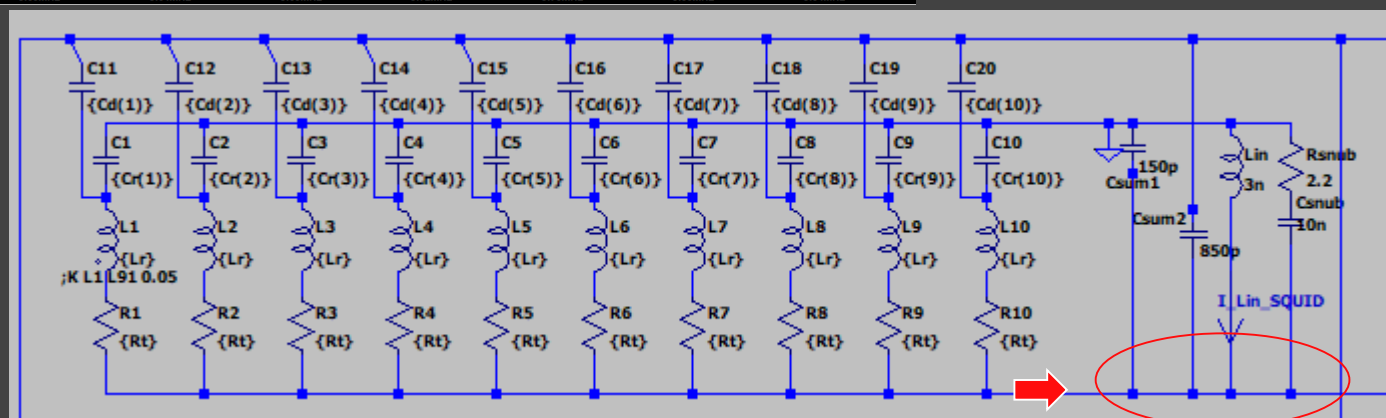 C11 C12 C13 C14 C15 C16 C17 C18 C19 C20
{Cd(1)} {Cd(2)} {Cd(3)} {Cd(4)} {Cd(5)} {Cd(6)} {Cd(7)} {Cd(8)} {Cd(9)} {Cd(10)}
C1 C2 C3 C4 C5 C6 C7 C8 C9 C10
{Cr(1)} {Cr(2)} {Cr(3)} {Cr(4)} {Cr(5)} {Cr(6)} {Cr(7)} {Cr(8)} {Cr(9)} {Cr(10)}
150p
Csum1
Lin
3n
Rsnub
2.2
Csnub
10n
Csum2
850p
L1 L2 L3 L4 L5 L6 L7 L8 L9 L10
{Lr} {Lr} {Lr} {Lr} {Lr} {Lr} {Lr} {Lr} {Lr}
;K L1 L91 0.05
I_Lin_SQUID
R1 R2 R3 R4 R5 R6 R7 R8 R9 R10
{Rt} {Rt} {Rt} {Rt} {Rt} {Rt} {Rt} {Rt} {Rt} {Rt}